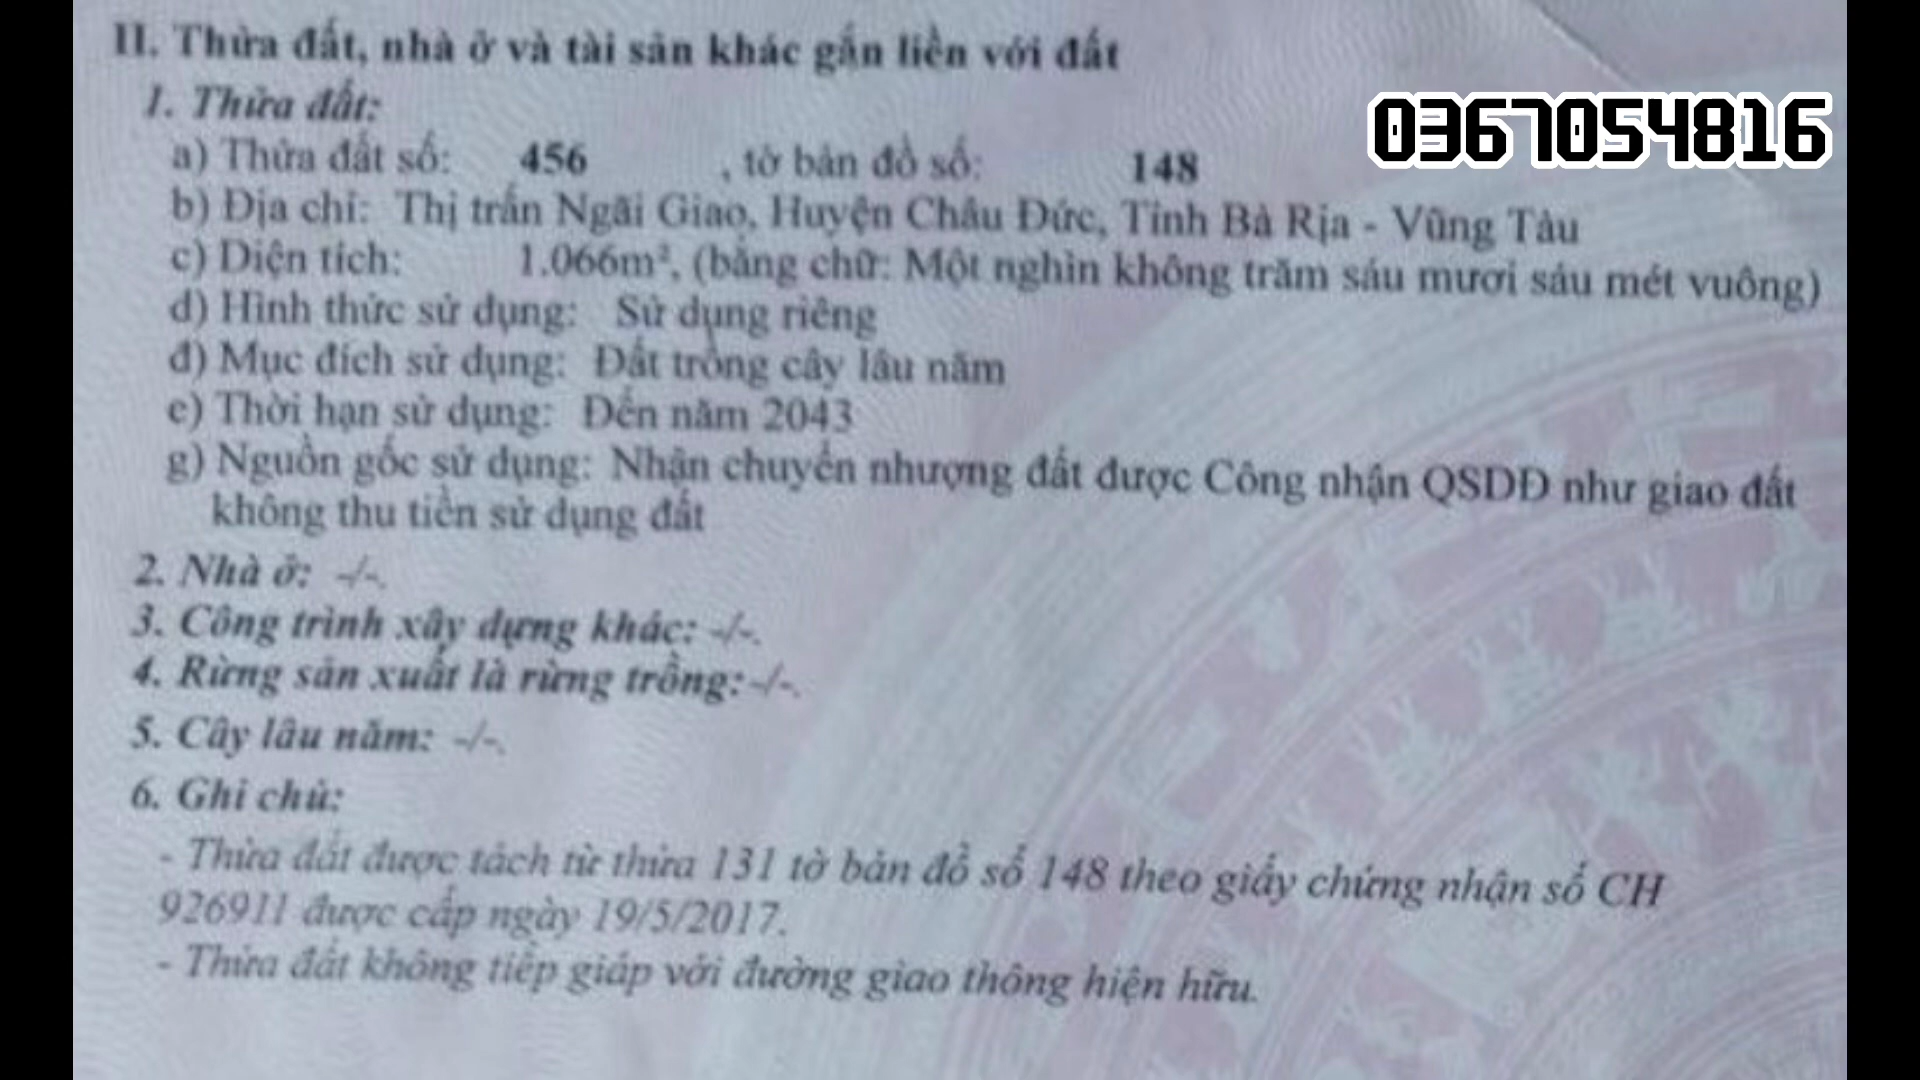 II. Thửa đất, nhà ở và tài sản khác gắn liền với đất
1. Thửa đất:
0367054816
a) Thửa đất số: 456 , tờ bản đồ số: 148
b) Địa chỉ: Thị trấn Ngãi Giao, Huyện Châu Đức, Tỉnh Bà Rịa - Vũng Tàu
c) Diện tích: 1.066m², (bằng chữ: Một nghìn không trăm sáu mươi sáu mét vuông)
d) Hình thức sử dụng: Sử dụng riêng
đ) Mục đích sử dụng: Đất trồng cây lâu năm
e) Thời hạn sử dụng: Đến năm 2043
g) Nguồn gốc sử dụng: Nhận chuyển nhượng đất được Công nhận QSDĐ như giao đất
không thu tiền sử dụng đất
2. Nhà ở: -/-.
3. Công trình xây dựng khác: -/-.
4. Rừng sản xuất là rừng trồng: -/-.
5. Cây lâu năm: -/-.
6. Ghi chú:
- Thửa đất được tách từ thửa 131 tờ bản đồ số 148 theo giấy chứng nhận số CH
926911 được cấp ngày 19/5/2017.
- Thửa đất không tiếp giáp với đường giao thông hiện hữu.